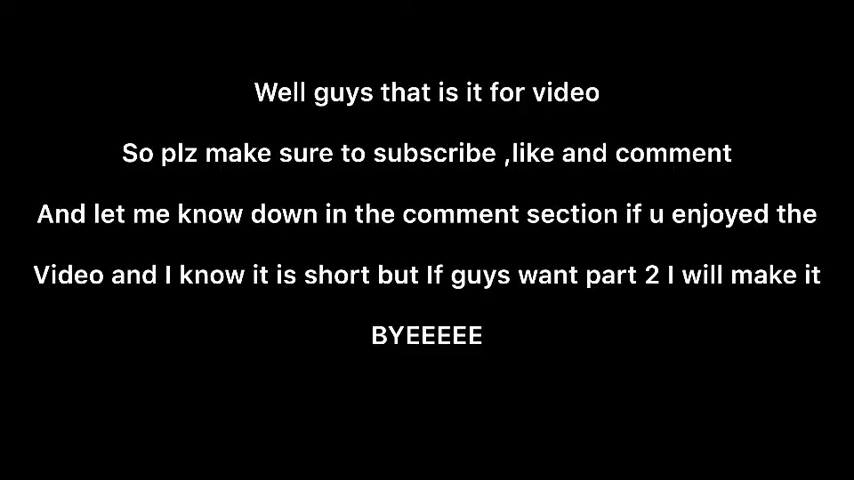 Well guys that is it for video
So plz make sure to subscribe ,like and comment
And let me know down in the comment section if u enjoyed the
Video and I know it is short but If guys want part 2 I will make it
BYEEEEE